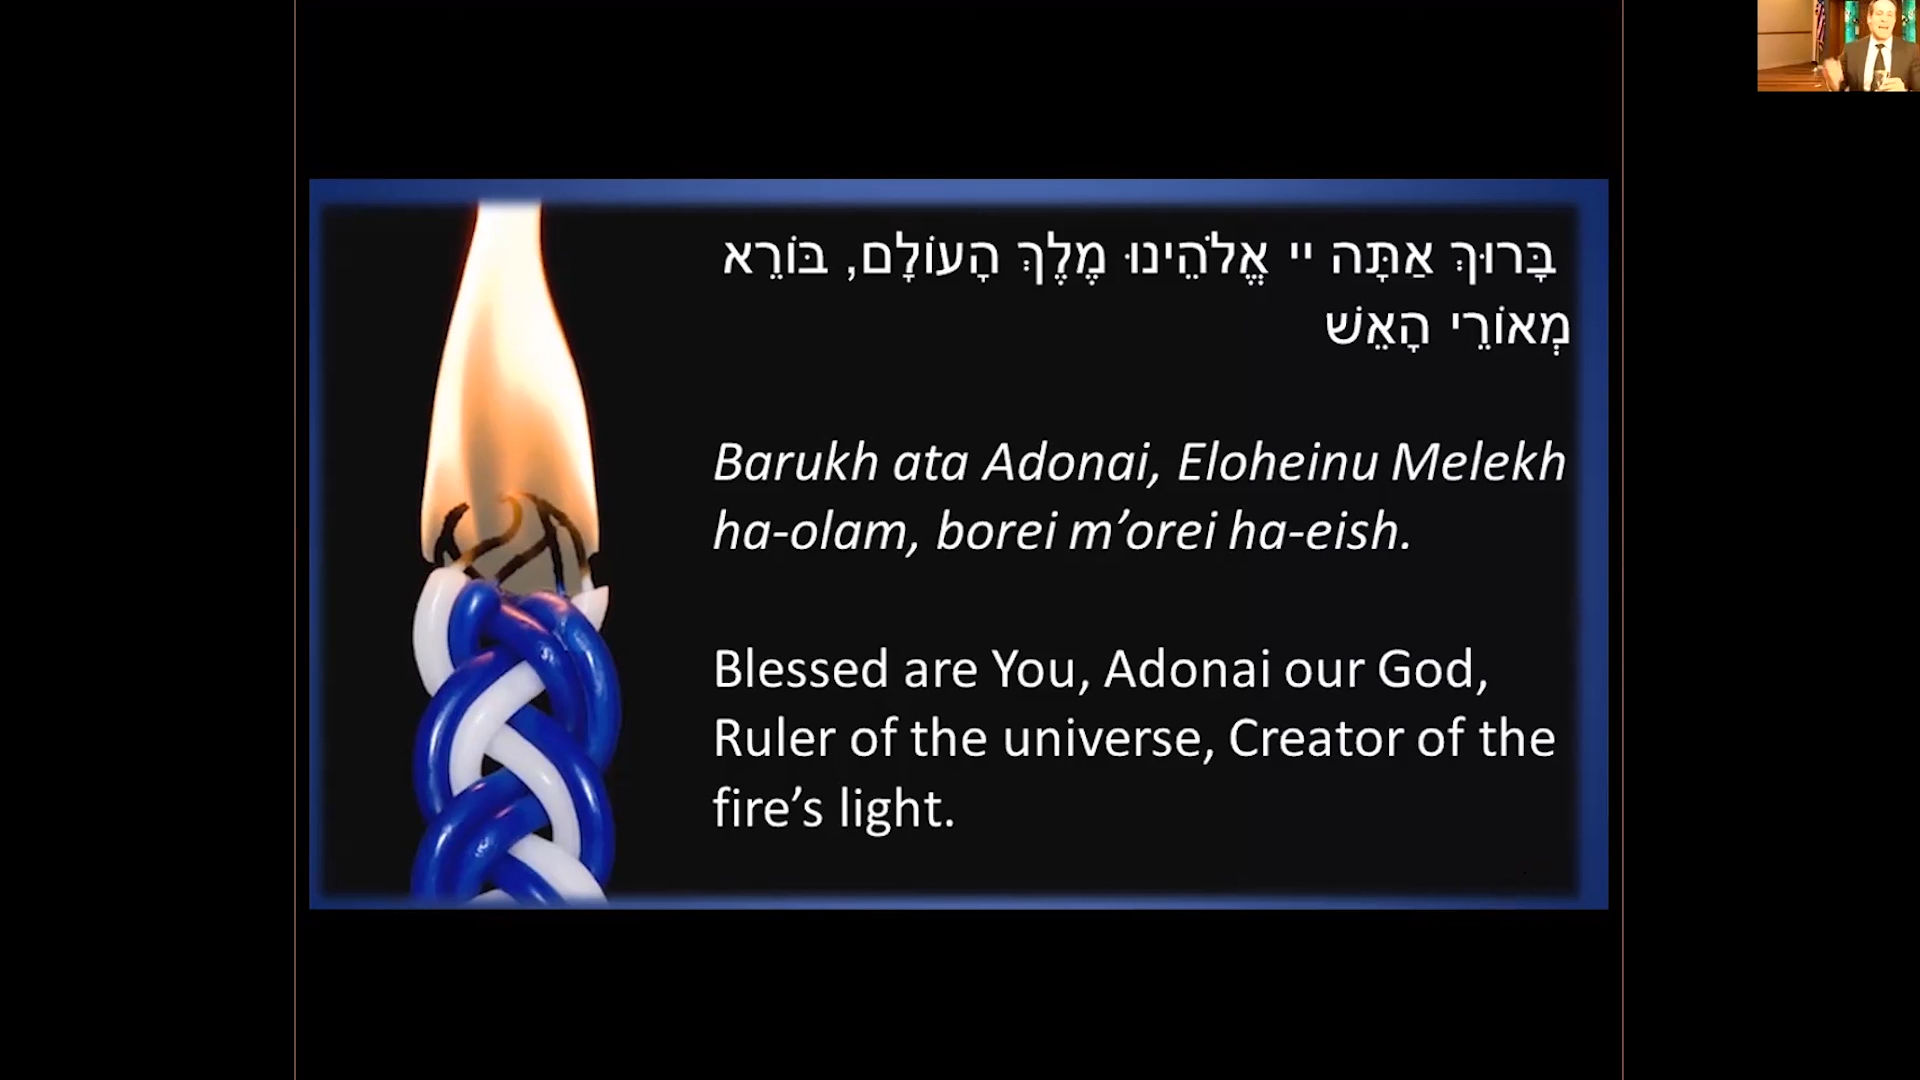 בָּרוּךְ אַתָּה יי אֱלֹהֵינוּ מֶלֶךְ הָעוֹלָם, בּוֹרֵא
מְאוֹרֵי הָאֵשׁ
Barukh ata Adonai, Eloheinu Melekh
ha-olam, borei m’orei ha-eish.
Blessed are You, Adonai our God,
Ruler of the universe, Creator of the
fire’s light.